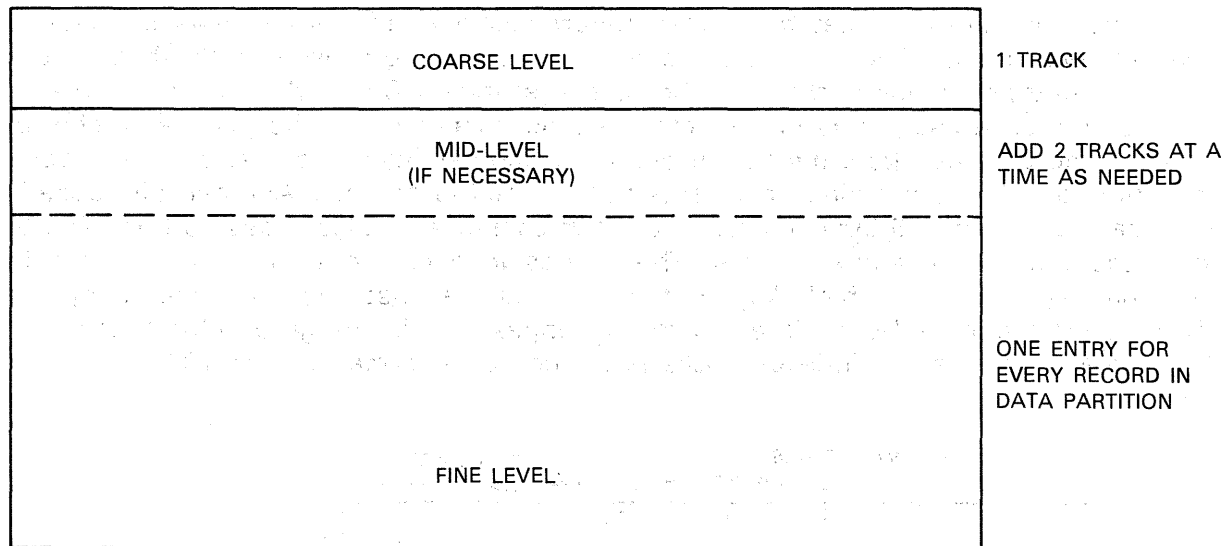 COARSE LEVEL
1 TRACK
MID-LEVEL
(IF NECESSARY)
ADD 2 TRACKS AT A
TIME AS NEEDED
ONE ENTRY FOR
EVERY RECORD IN
DATA PARTITION
FINE LEVEL